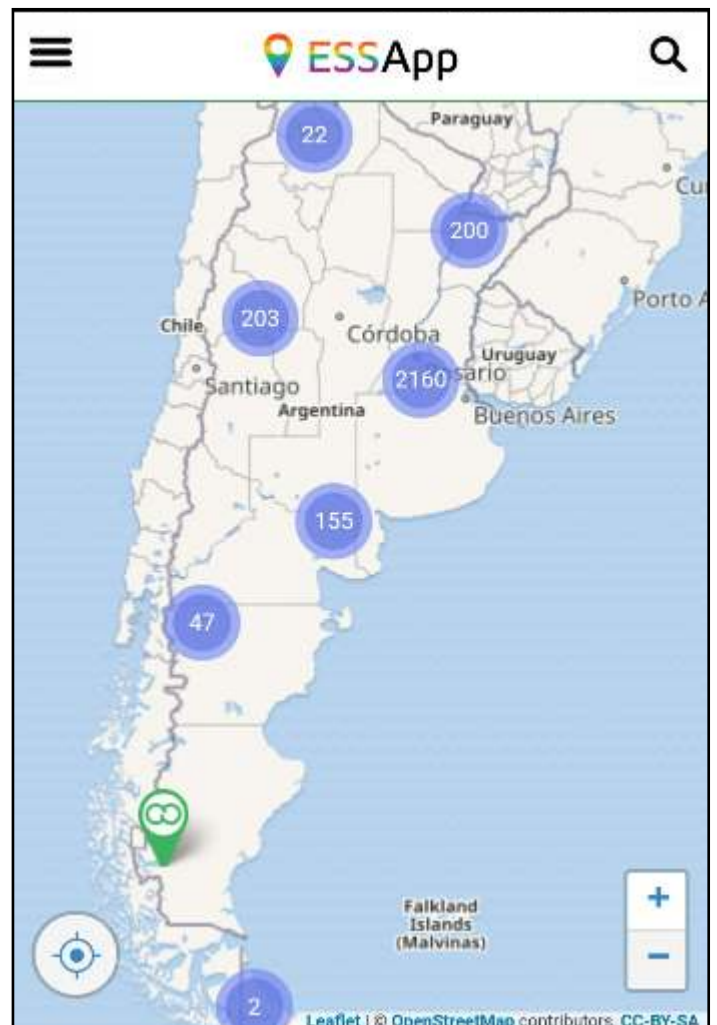 ESSApp
22
Paraguay
Cu
200
Porto A
203
Chile
Córdoba
Uruguay
2160
sario
Santiago
Argentina
Buenos Aires
155
47
Falkland
Islands
(Malvinas)
+
−
2
Leaflet | © OpenStreetMap contributors, CC-BY-SA